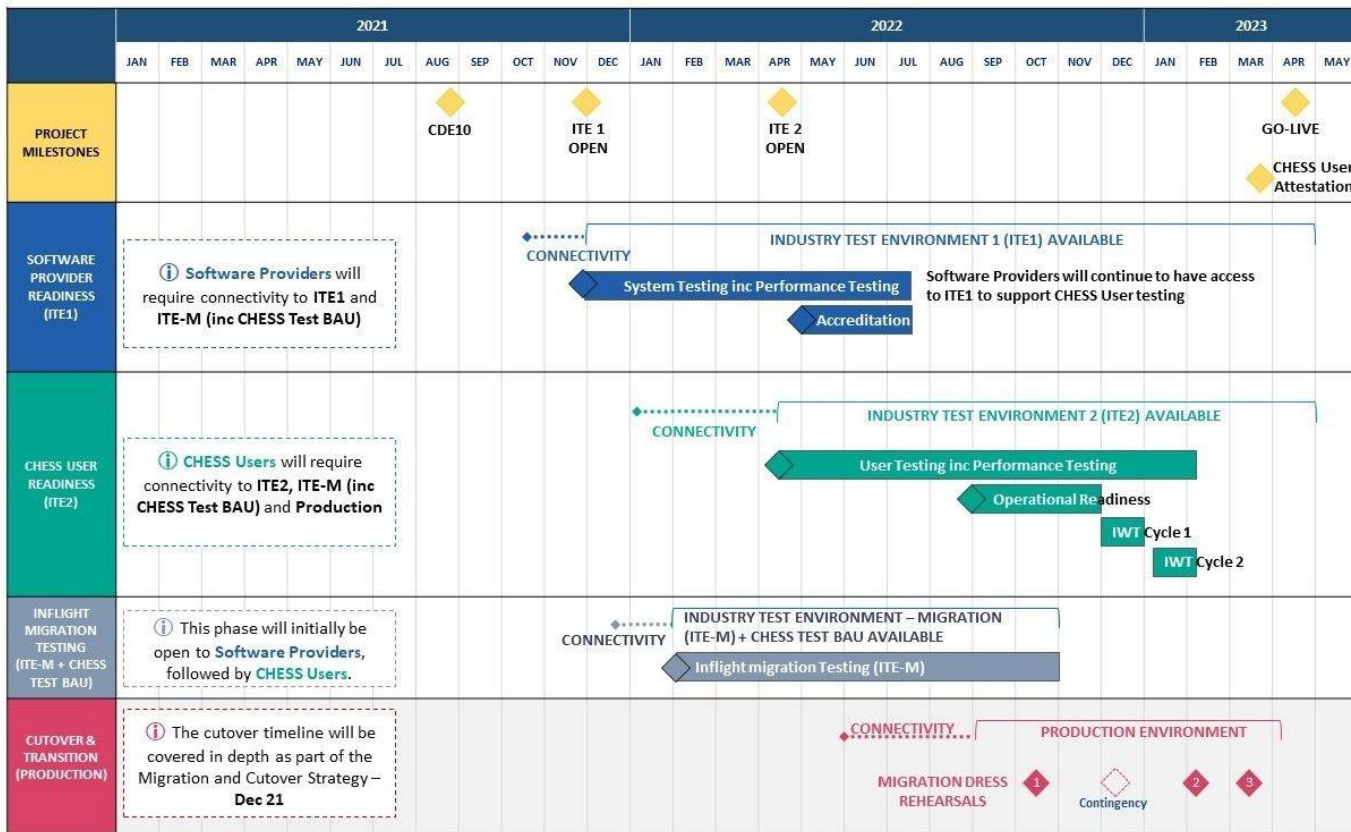 2021
2022
2023
JAN FEB MAR APR MAY JUN JUL AUG SEP OCT NOV DEC JAN FEB MAR APR MAY JUN JUL AUG SEP OCT NOV DEC JAN FEB MAR APR MAY
PROJECT
MILESTONES
CDE10
ITE 1
OPEN
ITE 2
OPEN
GO-LIVE
CHESS User
Attestation
SOFTWARE
PROVIDER
READINESS
(ITE1)
ⓘ Software Providers will
require connectivity to ITE1 and
ITE-M (inc CHESS Test BAU)
CONNECTIVITY
INDUSTRY TEST ENVIRONMENT 1 (ITE1) AVAILABLE
System Testing inc Performance Testing
Software Providers will continue to have access
to ITE1 to support CHESS User testing
Accreditation
CHESS USER
READINESS
(ITE2)
ⓘ CHESS Users will require
connectivity to ITE2, ITE-M (inc
CHESS Test BAU) and Production
CONNECTIVITY
INDUSTRY TEST ENVIRONMENT 2 (ITE2) AVAILABLE
User Testing inc Performance Testing
Operational Readiness
IWT Cycle 1
IWT Cycle 2
INFLIGHT
MIGRATION
TESTING
(ITE-M + CHESS
TEST BAU)
ⓘ This phase will initially be
open to Software Providers,
followed by CHESS Users.
CONNECTIVITY
INDUSTRY TEST ENVIRONMENT – MIGRATION
(ITE-M) + CHESS TEST BAU AVAILABLE
Inflight migration Testing (ITE-M)
CUTOVER &
TRANSITION
(PRODUCTION)
ⓘ The cutover timeline will be
covered in depth as part of the
Migration and Cutover Strategy –
Dec 21
CONNECTIVITY
PRODUCTION ENVIRONMENT
MIGRATION DRESS
REHEARSALS
1
Contingency
2
3